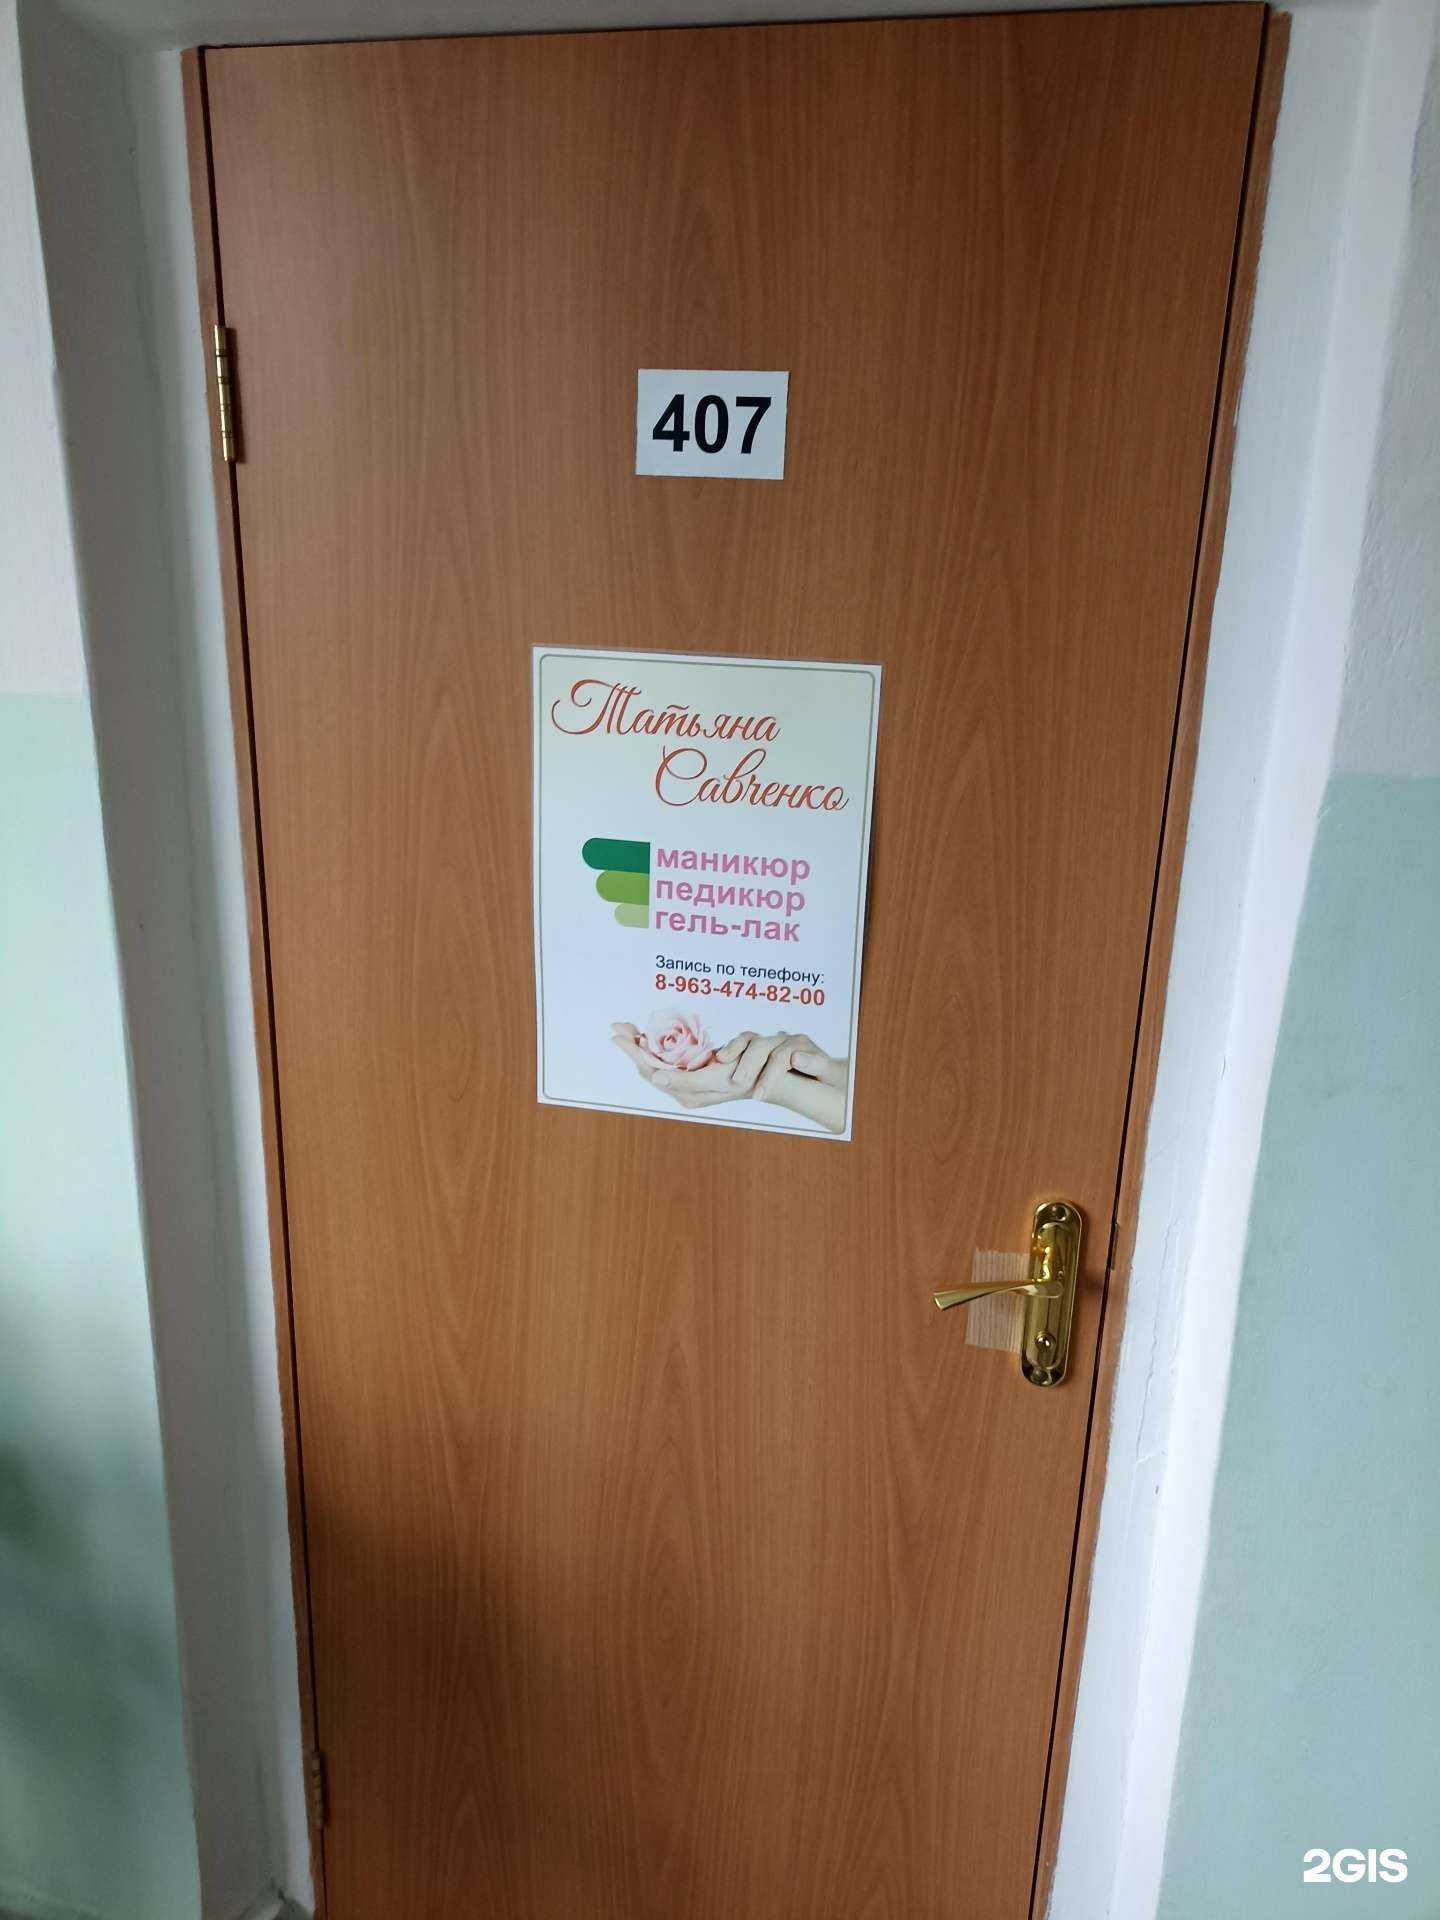 407
Татьяна
Савченко
маникюр
педикюр
гель-лак
Запись по телефону:
8-963-474-82-00
2GIS